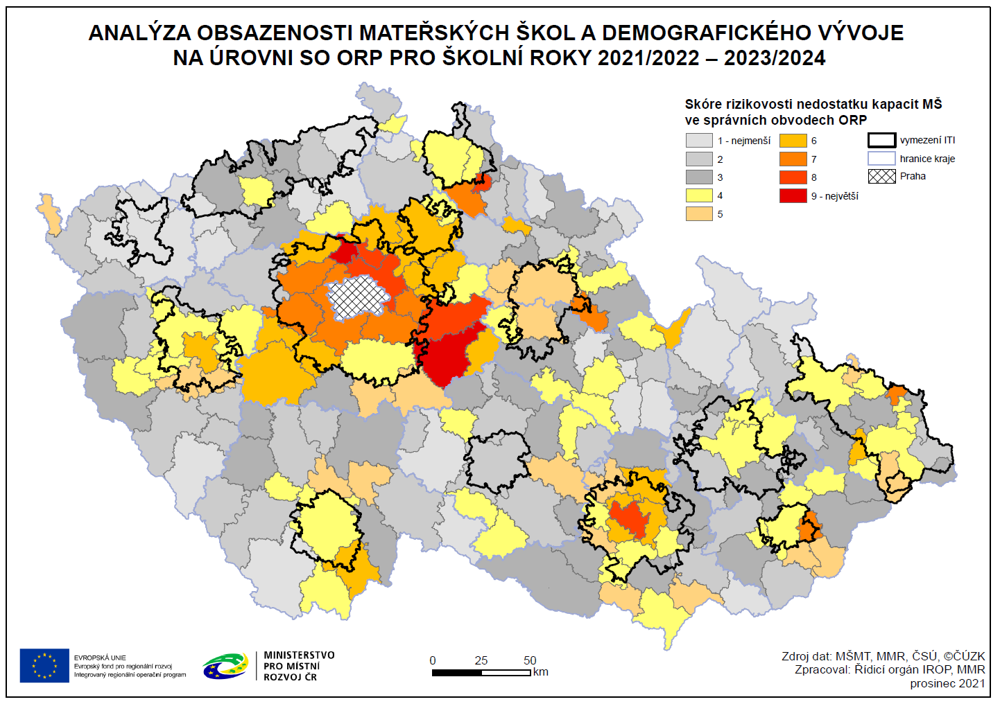 ANALÝZA OBSAZENOSTI MATEŘSKÝCH ŠKOL A DEMOGRAFICKÉHO VÝVOJE
NA ÚROVNI SO ORP PRO ŠKOLNÍ ROKY 2021/2022 – 2023/2024
Skóre rizikovosti nedostatku kapacit MŠ
ve správních obvodech ORP
1 - nejmenší
2
3
4
5
6
7
8
9 - největší
vymezení ITI
hranice kraje
Praha
EVROPSKÁ UNIE
Evropský fond pro regionální rozvoj
Integrovaný regionální operační program
MINISTERSTVO
PRO MÍSTNÍ
ROZVOJ ČR
0 25 50
km
Zdroj dat: MŠMT, MMR, ČSÚ, ©ČÚZK
Zpracoval: Řídicí orgán IROP, MMR
prosinec 2021